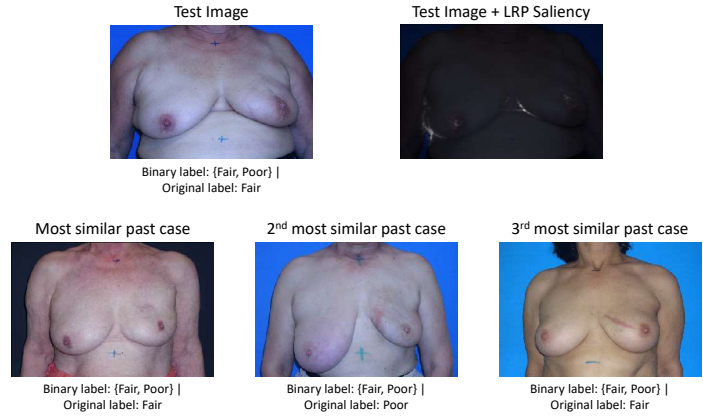 Test Image
Test Image + LRP Saliency
Binary label: {Fair, Poor} |
Original label: Fair
Most similar past case
2nd most similar past case
3rd most similar past case
Binary label: {Fair, Poor} |
Original label: Fair
Binary label: {Fair, Poor} |
Original label: Poor
Binary label: {Fair, Poor} |
Original label: Fair